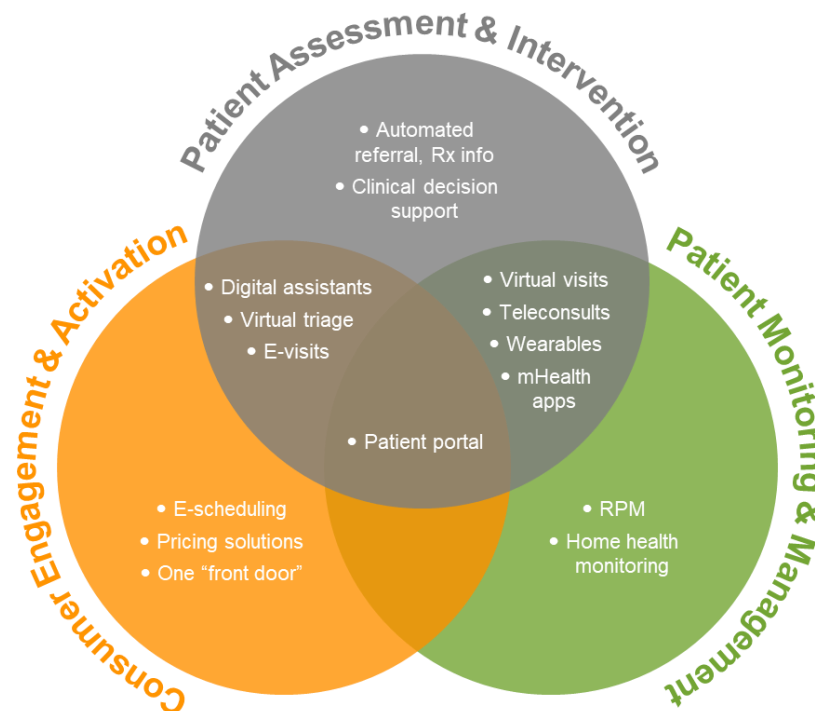 Patient Assessment & Intervention
• Automated
referral, Rx info
• Clinical decision
support
Consumer Engagement & Activation
Patient Monitoring & Management
• Digital assistants
• Virtual triage
• E-visits
• Virtual visits
• Teleconsults
• Wearables
• mHealth
apps
• Patient portal
• E-scheduling
• Pricing solutions
• One “front door”
• RPM
• Home health
monitoring